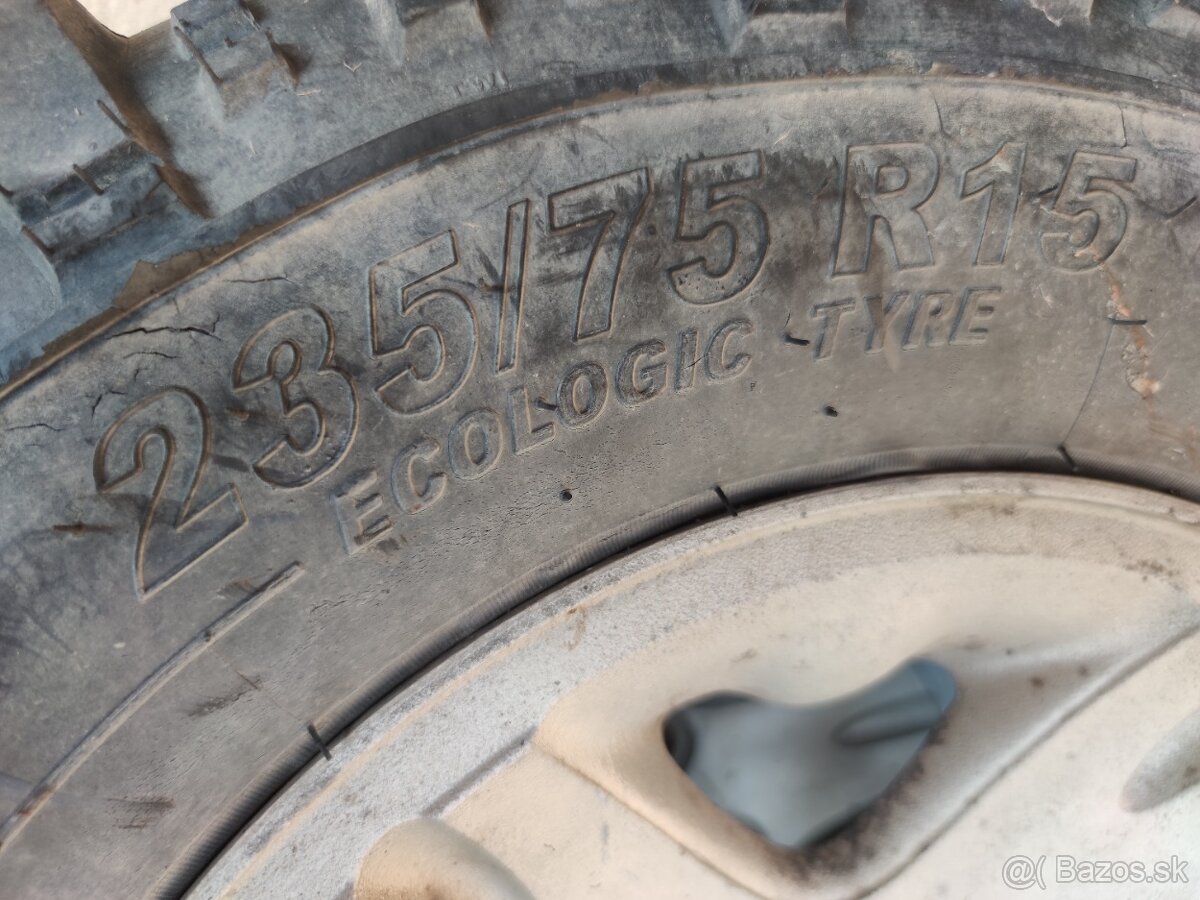 235/75 R15
ECOLOGIC TYRE
@( Bazos.sk